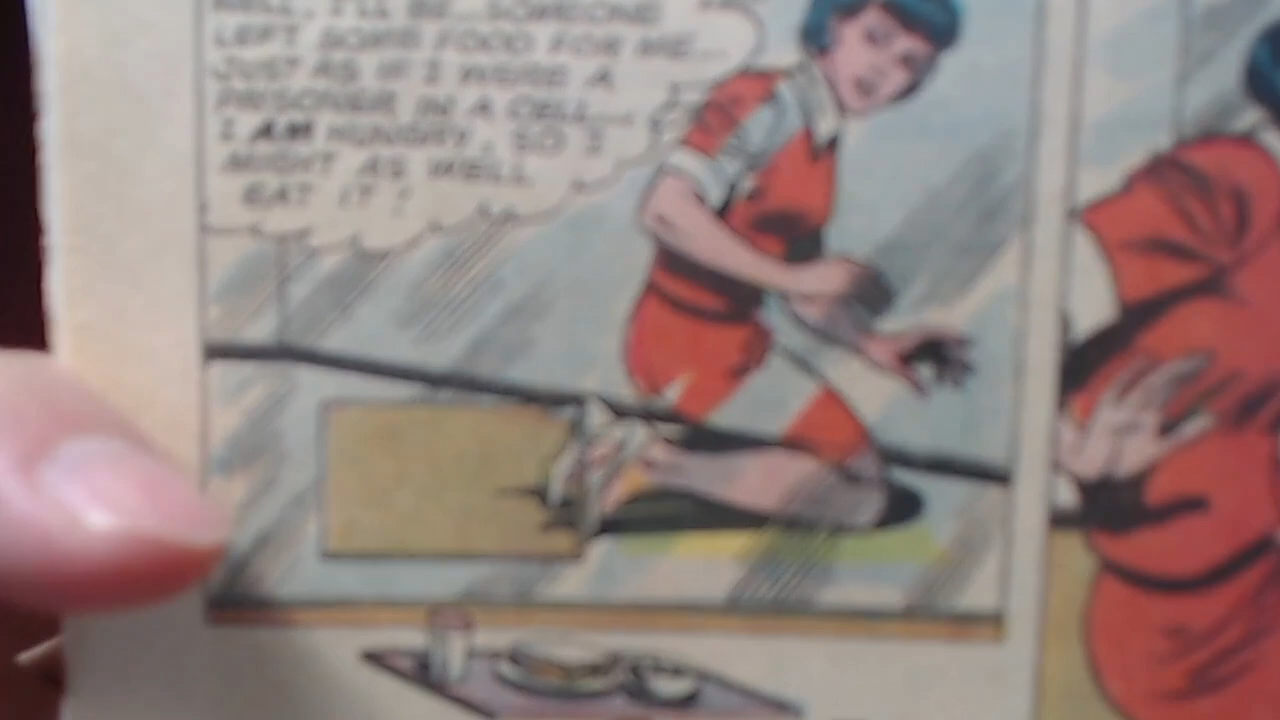 WELL, I'LL BE... SOMEONE
LEFT SOME FOOD FOR ME...
JUST AS IF I WERE A
PRISONER IN A CELL...
I AM HUNGRY, SO I
MIGHT AS WELL
EAT IT!